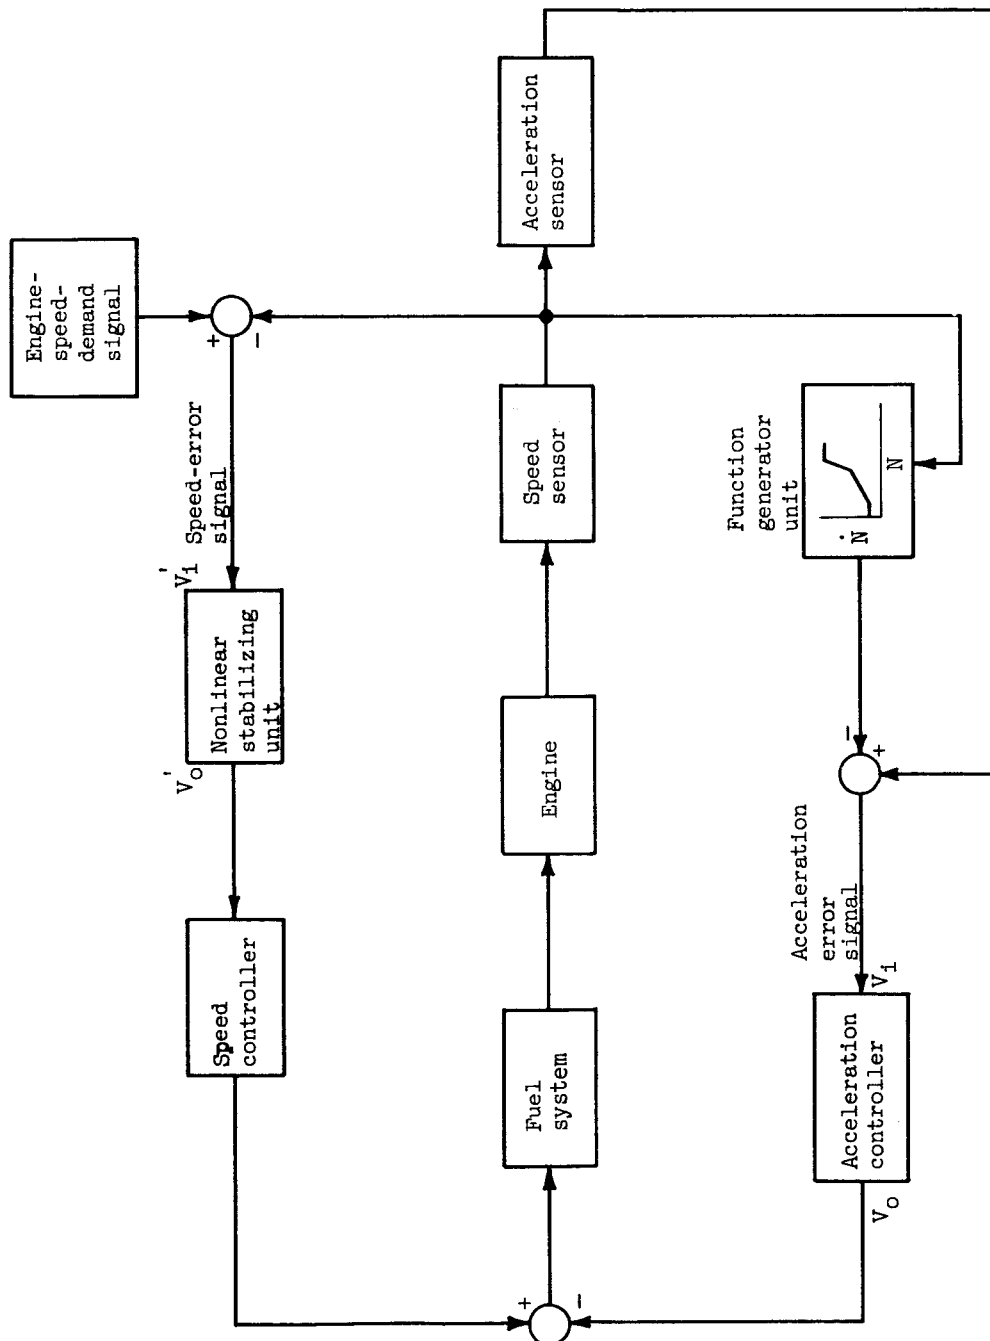 Engine-
speed-
demand
signal
+
-
Speed-error
signal
V'i
Nonlinear
stabilizing
unit
V'o
Speed
controller
Acceleration
sensor
Speed
sensor
Engine
Fuel
system
+
-
Function
generator
unit
Ṅ
N
-
+
Acceleration
error
signal
Vi
Acceleration
controller
Vo